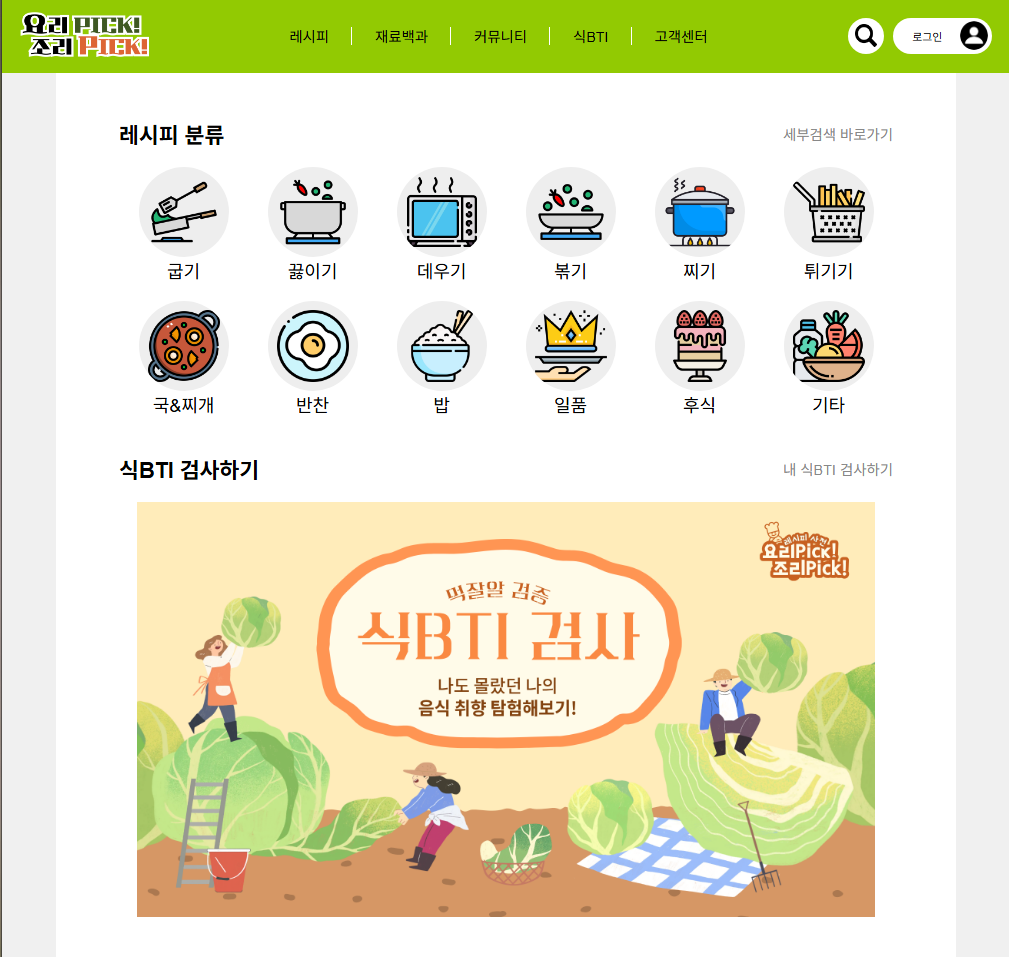 요리 PICK!
조리 PICK!
레시피
재료백과
커뮤니티
식BTI
고객센터
로그인
레시피 분류
세부검색 바로가기
굽기
끓이기
데우기
볶기
찌기
튀기기
국&찌개
반찬
밥
일품
후식
기타
식BTI 검사하기
내 식BTI 검사하기
레시피 사전
요리Pick!
조리Pick!
먹잘알 검증
식BTI 검사
나도 몰랐던 나의
음식 취향 탐험해보기!